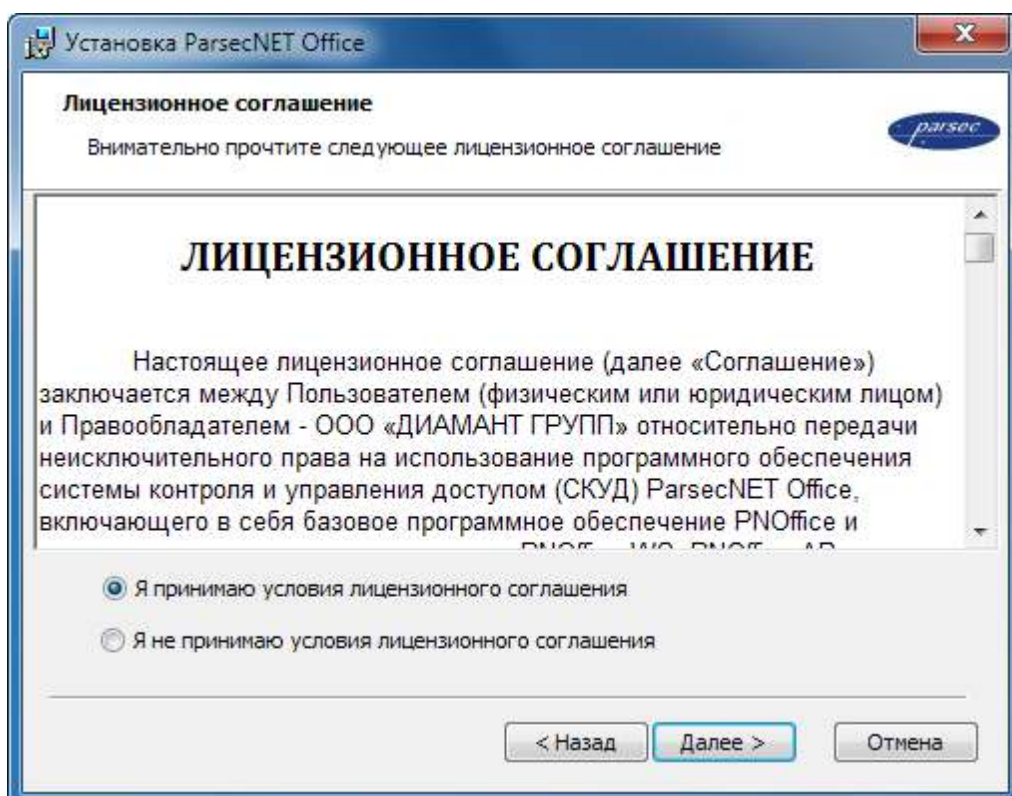 Установка ParsecNET Office
Лицензионное соглашение
parsec
Внимательно прочтите следующее лицензионное соглашение
ЛИЦЕНЗИОННОЕ СОГЛАШЕНИЕ
Настоящее лицензионное соглашение (далее «Соглашение»)
заключается между Пользователем (физическим или юридическим лицом)
и Правообладателем - ООО «ДИАМАНТ ГРУПП» относительно передачи
неисключительного права на использование программного обеспечения
системы контроля и управления доступом (СКУД) ParsecNET Office,
включающего в себя базовое программное обеспечение PNOffice и
Я принимаю условия лицензионного соглашения
Я не принимаю условия лицензионного соглашения
< Назад
Далее >
Отмена